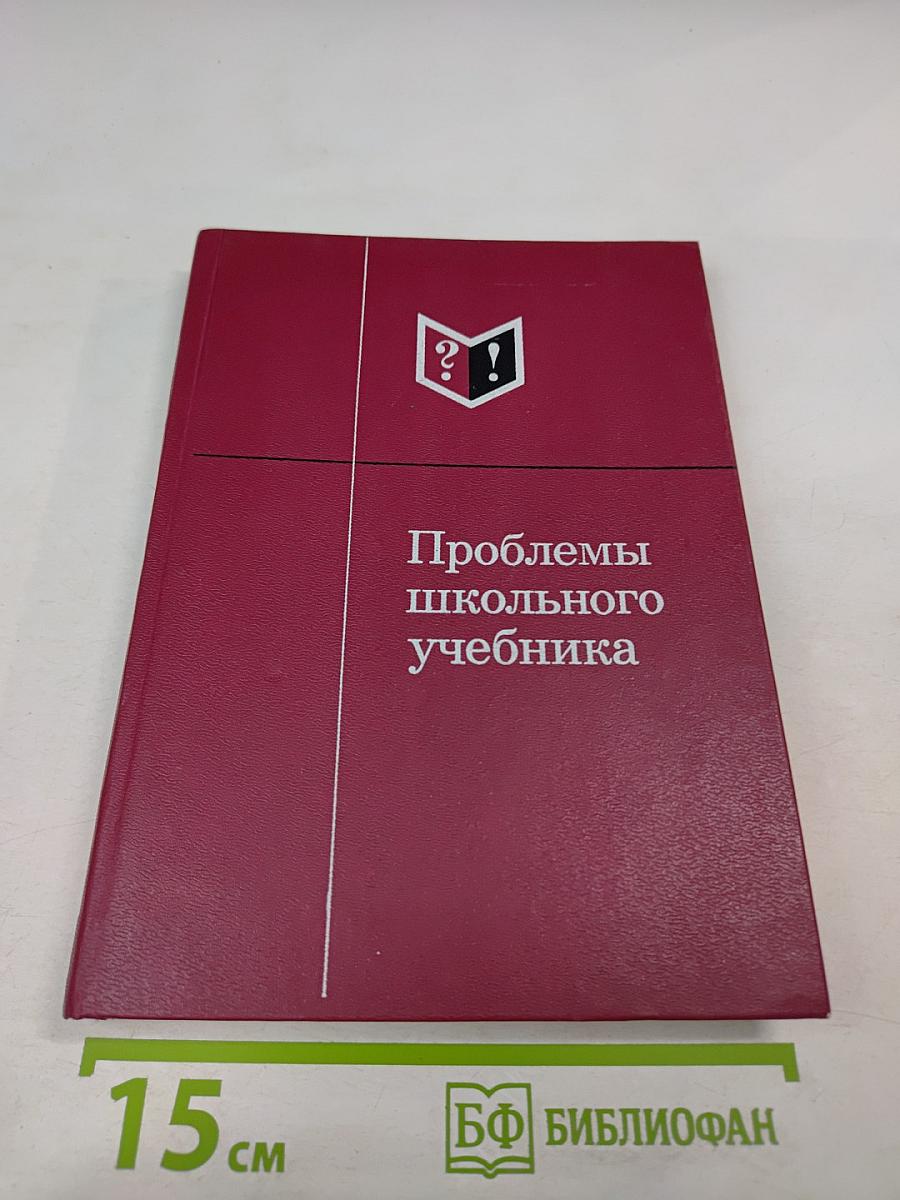 ? !
Проблемы
школьного
учебника
15 см
БФ БИБЛИОФАН